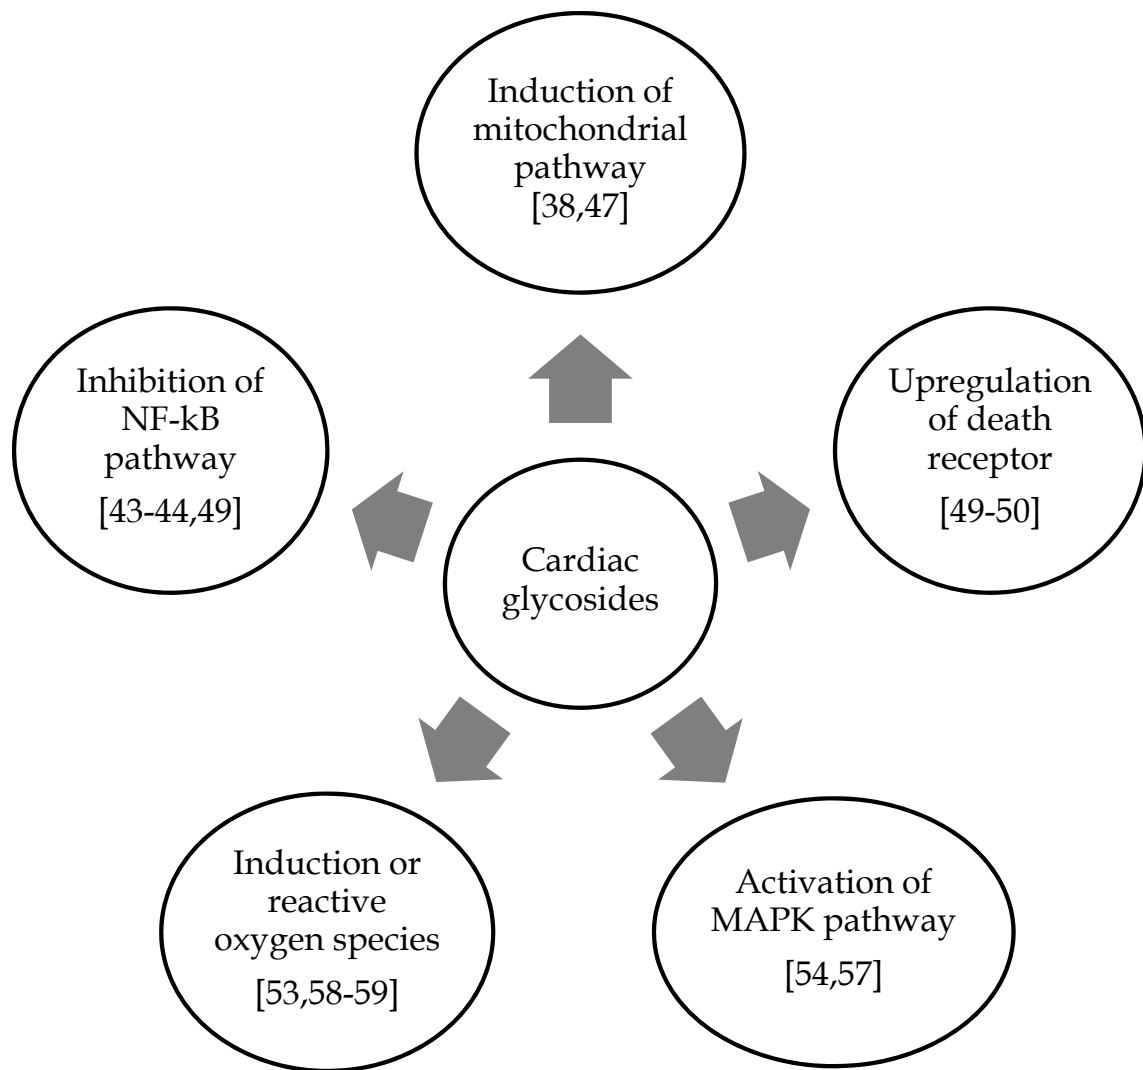 Induction of
mitochondrial
pathway
[38,47]
Inhibition of
NF-kB
pathway
[43-44,49]
Upregulation
of death
receptor
[49-50]
Cardiac
glycosides
Induction or
reactive
oxygen species
[53,58-59]
Activation of
MAPK pathway
[54,57]